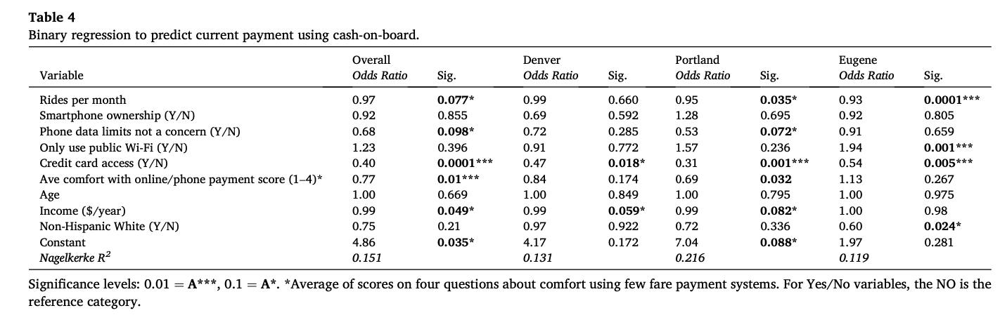 Table 4
Binary regression to predict current payment using cash-on-board.
Overall Denver Portland Eugene
Variable Odds Ratio Sig. Odds Ratio Sig. Odds Ratio Sig. Odds Ratio Sig.
Rides per month 0.97 0.077* 0.99 0.660 0.95 0.035* 0.93 0.0001***
Smartphone ownership (Y/N) 0.92 0.855 0.69 0.592 1.28 0.695 0.92 0.805
Phone data limits not a concern (Y/N) 0.68 0.098* 0.72 0.285 0.53 0.072* 0.91 0.659
Only use public Wi-Fi (Y/N) 1.23 0.396 0.91 0.772 1.57 0.236 1.94 0.001***
Credit card access (Y/N) 0.40 0.0001*** 0.47 0.018* 0.31 0.001*** 0.54 0.005***
Ave comfort with online/phone payment score (1–4)* 0.77 0.01*** 0.84 0.174 0.69 0.032 1.13 0.267
Age 1.00 0.669 1.00 0.849 1.00 0.795 1.00 0.975
Income ($/year) 0.99 0.049* 0.99 0.059* 0.99 0.082* 1.00 0.98
Non-Hispanic White (Y/N) 0.75 0.21 0.97 0.922 0.72 0.336 0.60 0.024*
Constant 4.86 0.035* 4.17 0.172 7.04 0.088* 1.97 0.281
Nagelkerke R² 0.151 0.131 0.216 0.119
Significance levels: 0.01 = A***, 0.1 = A*. *Average of scores on four questions about comfort using few fare payment systems. For Yes/No variables, the NO is the
reference category.